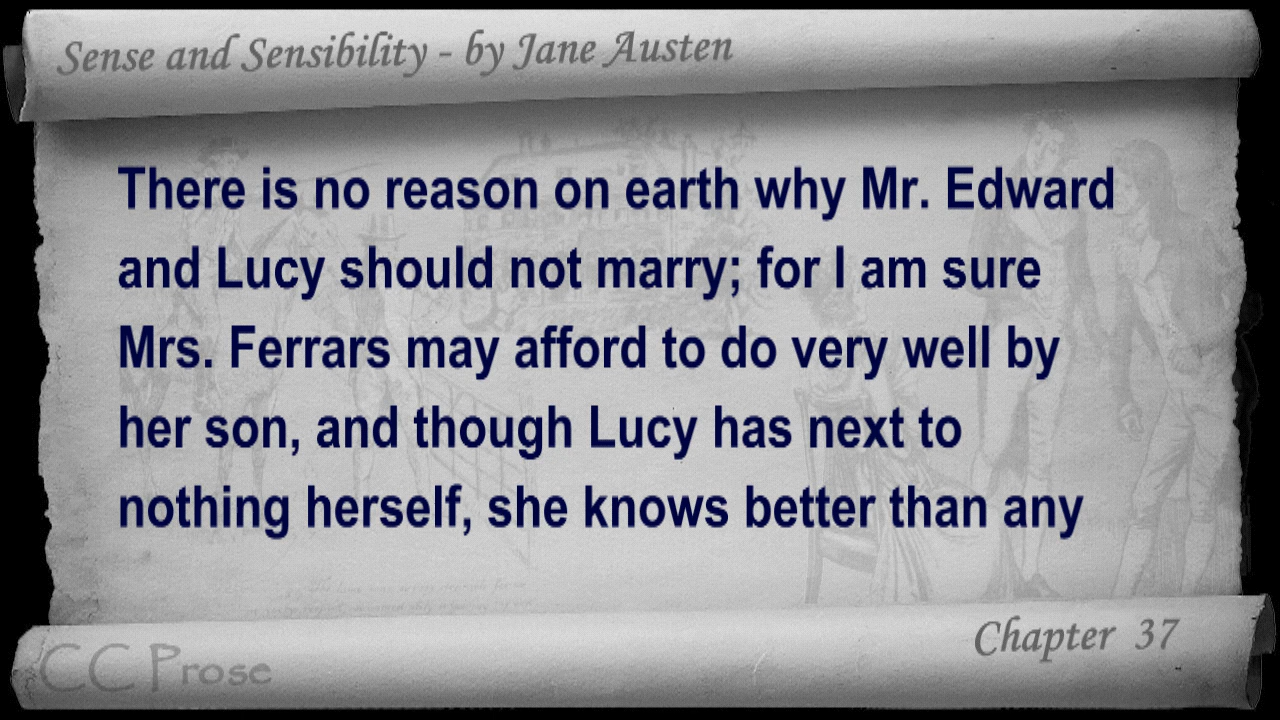 Sense and Sensibility - by Jane Austen
There is no reason on earth why Mr. Edward
and Lucy should not marry; for I am sure
Mrs. Ferrars may afford to do very well by
her son, and though Lucy has next to
nothing herself, she knows better than any
Chapter 37
CC Prose